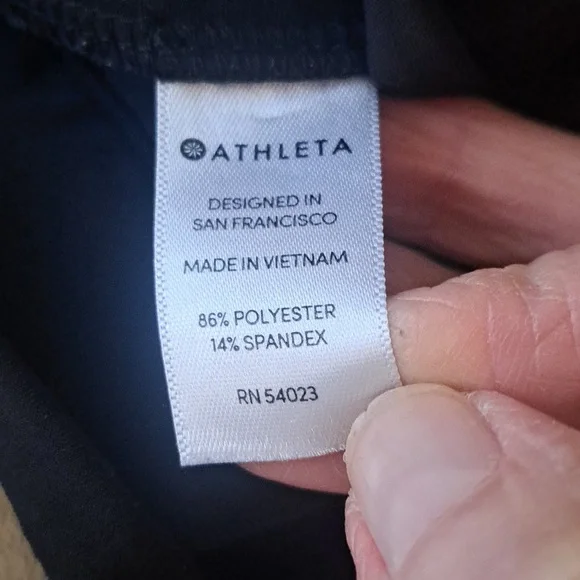 ATHLETA
DESIGNED IN
SAN FRANCISCO
MADE IN VIETNAM
86% POLYESTER
14% SPANDEX
RN 54023